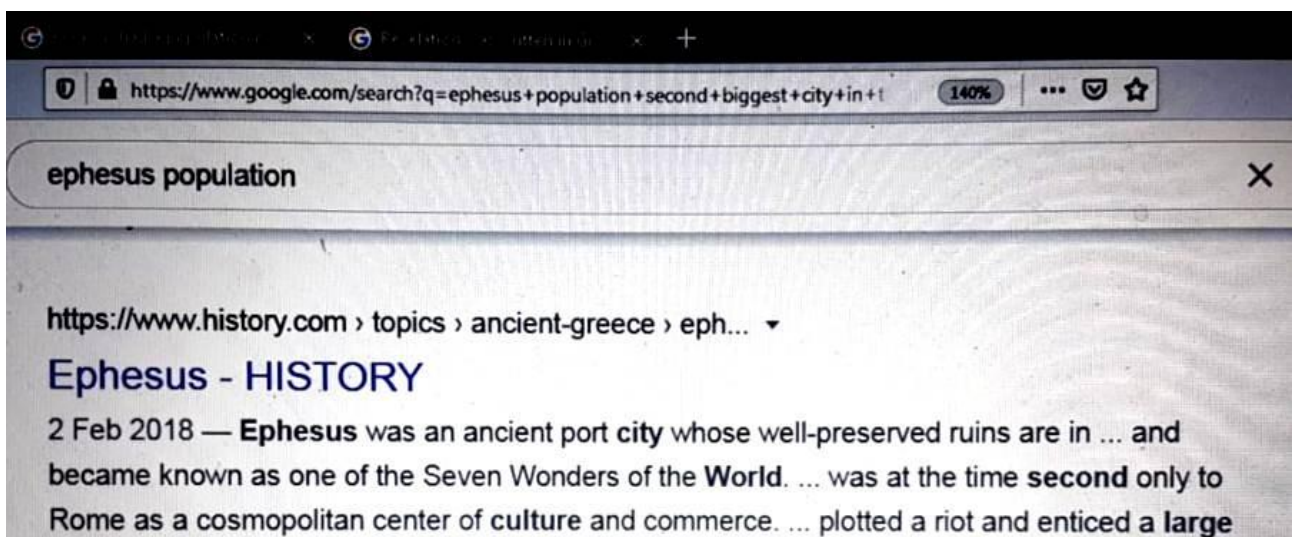 https://www.google.com/search?q=ephesus+population+second+biggest+city+in+t 140%
ephesus population
https://www.history.com › topics › ancient-greece › eph...
Ephesus - HISTORY
2 Feb 2018 — Ephesus was an ancient port city whose well-preserved ruins are in ... and
became known as one of the Seven Wonders of the World. ... was at the time second only to
Rome as a cosmopolitan center of culture and commerce. ... plotted a riot and enticed a large